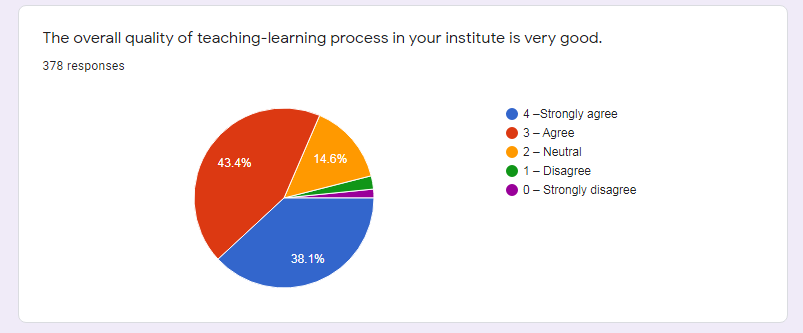 The overall quality of teaching-learning process in your institute is very good.
378 responses
43.4%
14.6%
38.1%
4 –Strongly agree
3 – Agree
2 – Neutral
1 – Disagree
0 – Strongly disagree